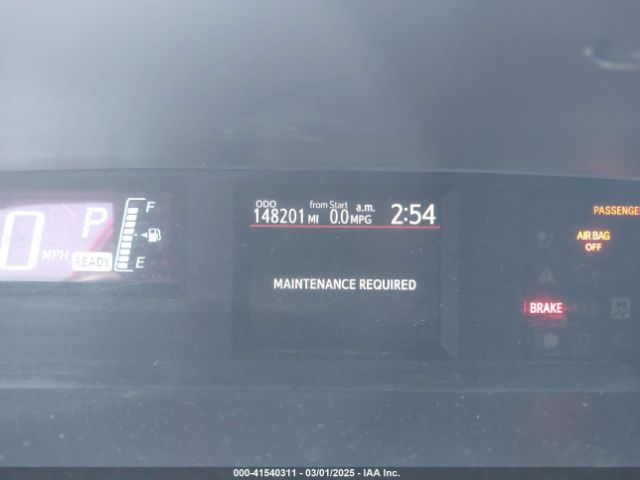 ODO from Start a.m.
148201 MI 0.0 MPG 2:54
MAINTENANCE REQUIRED
0 MPH P READY
F
E
PASSENGER
AIR BAG
OFF
BRAKE
000-41540311 - 03/01/2025 - IAA Inc.